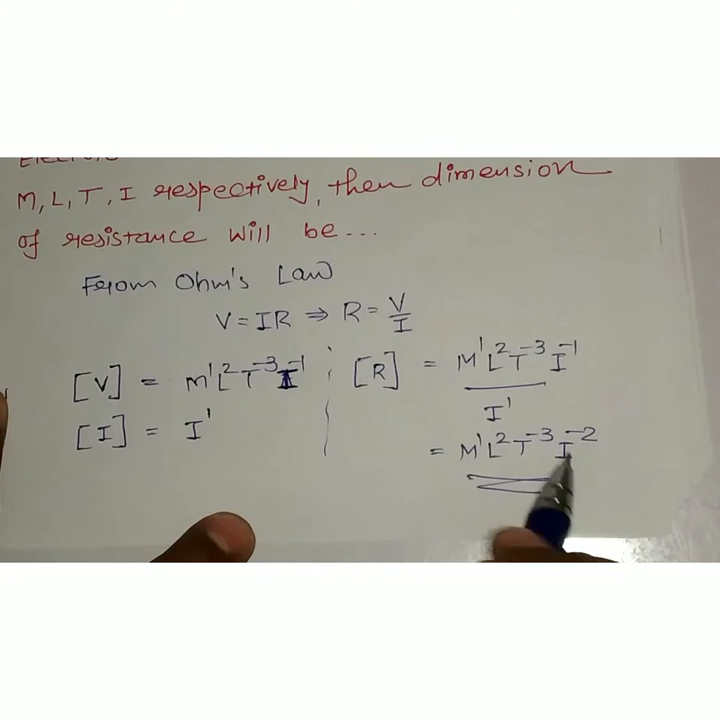 M, L, T, I respectively, then dimension
of resistance will be...
From Ohm's Law
V = IR ⇒ R = V/I
[V] = M¹L²T⁻³I⁻¹ ; [R] = M¹L²T⁻³I⁻¹ / I¹
[I] = I¹
= M¹L²T⁻³I⁻²